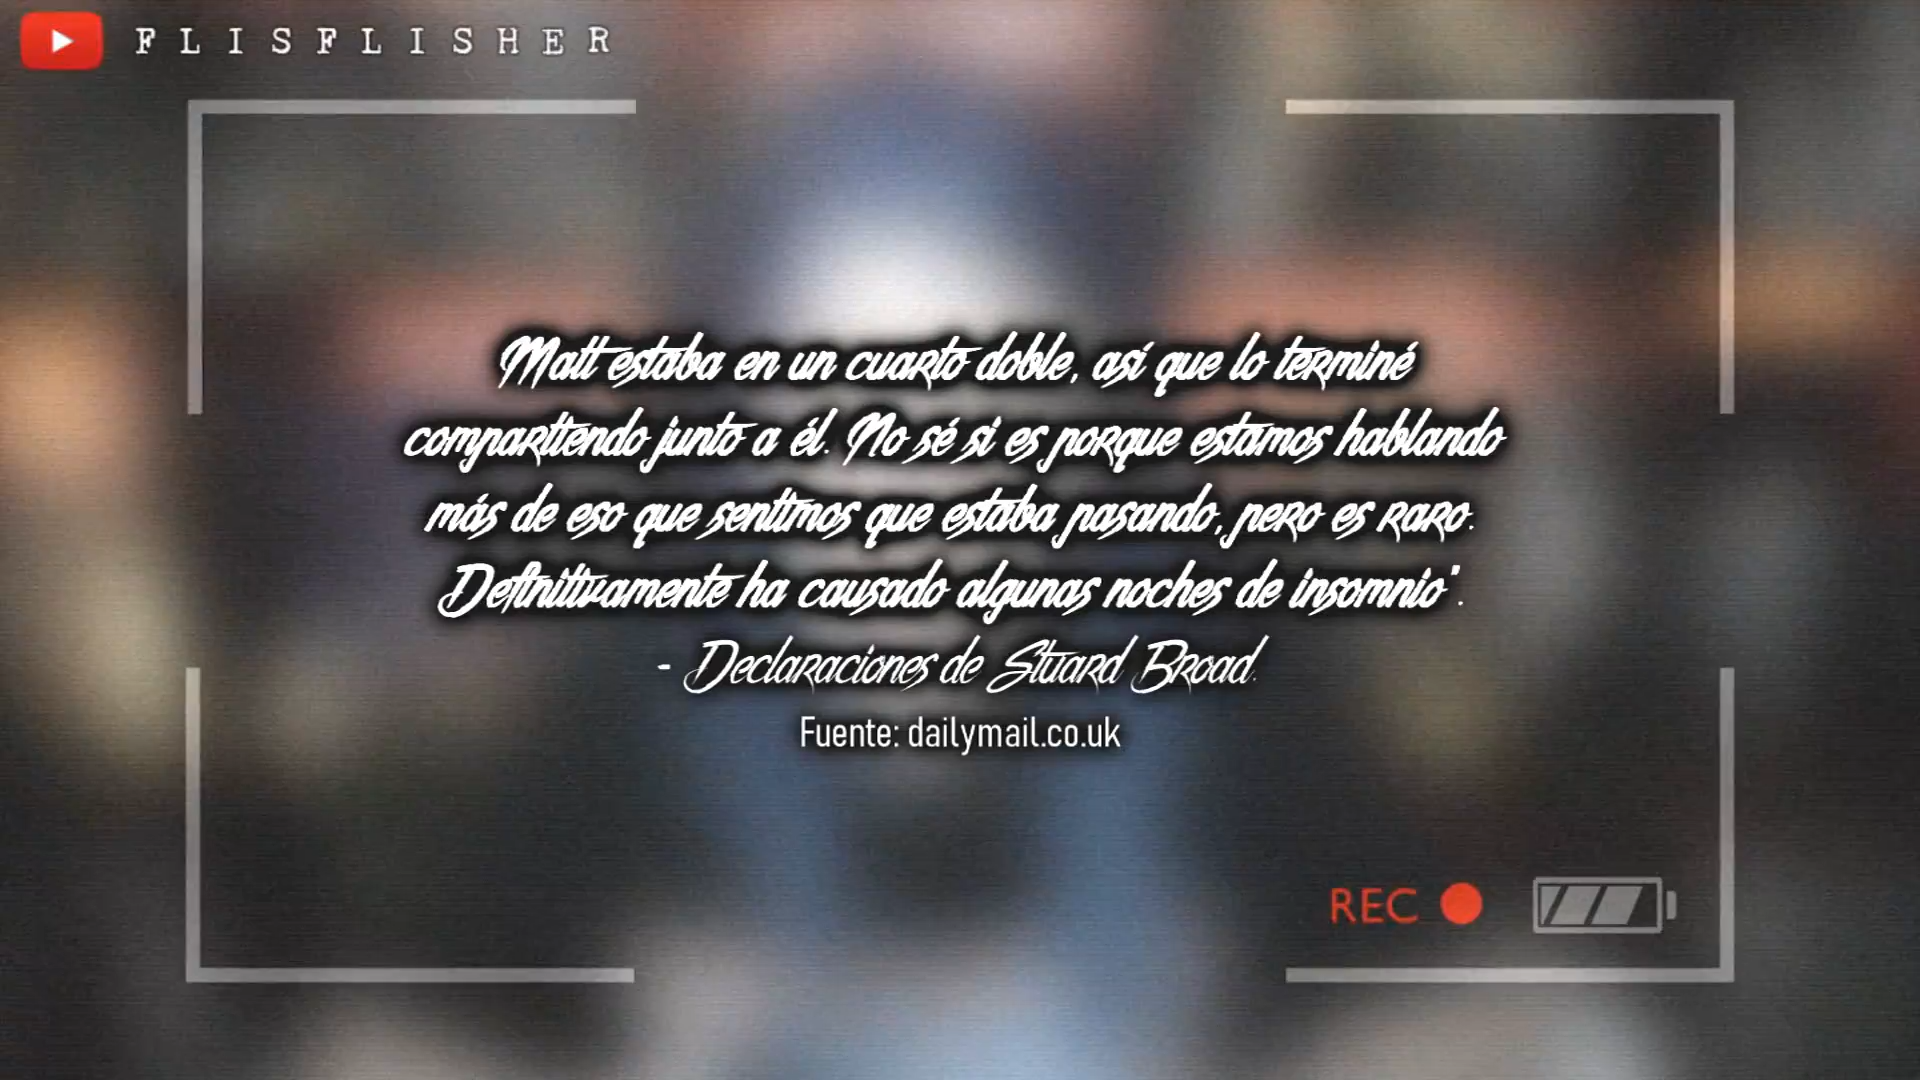 FLISFLISHER
Matt estaba en un cuarto doble, así que lo terminé
compartiendo junto a él. No sé si es porque estamos hablando
más de eso que sentimos que estaba pasando, pero es raro.
Definitivamente ha causado algunas noches de insomnio".
- Declaraciones de Stuard Broad.
Fuente: dailymail.co.uk
REC